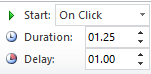 Start: On Click
Duration: 01.25
Delay: 01.00